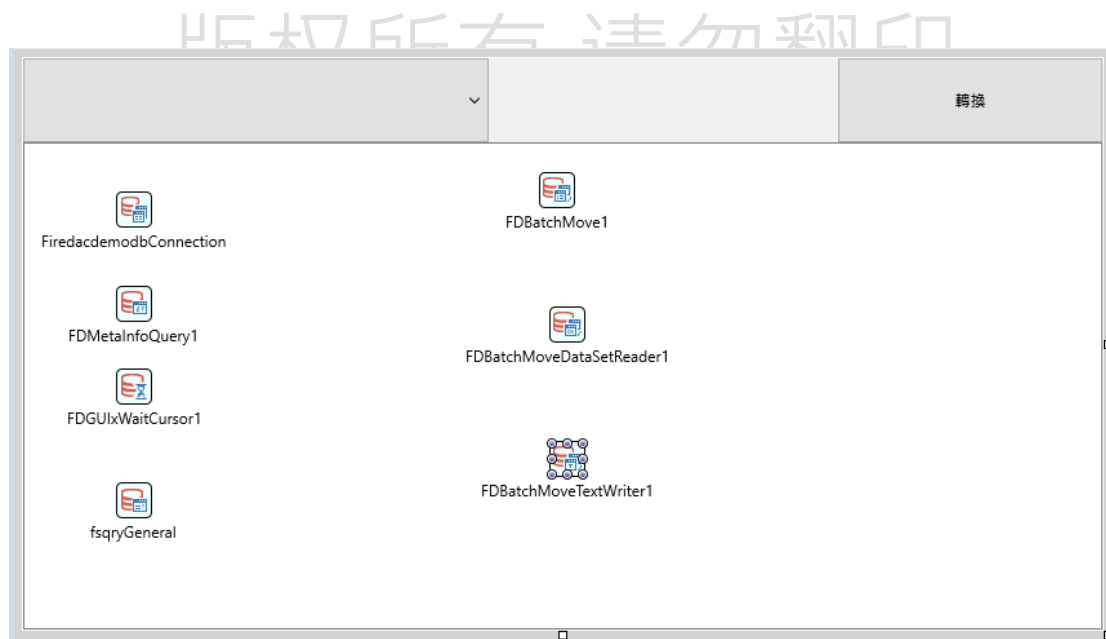 版权所有 请勿翻印
轉換
FiredacdemodbConnection
FDBatchMove1
FDMetaInfoQuery1
FDBatchMoveDataSetReader1
FDGUIxWaitCursor1
FDBatchMoveTextWriter1
fsqryGeneral